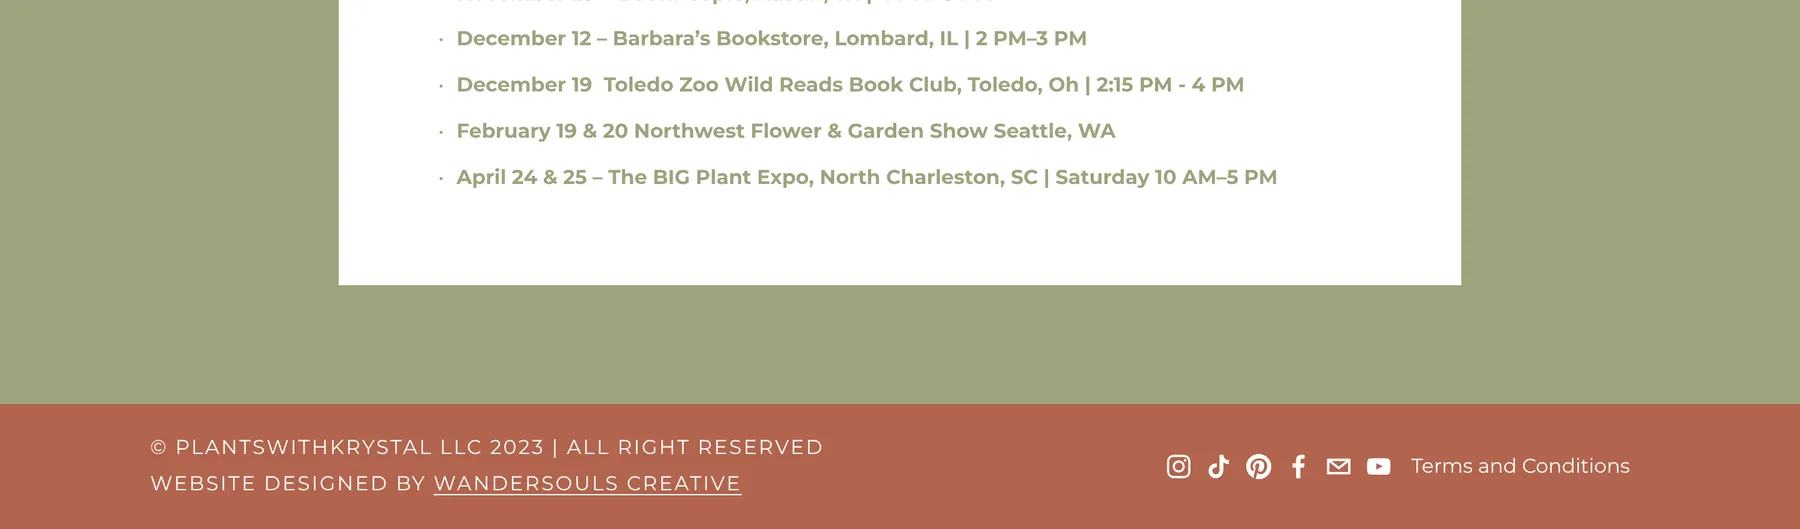 · December 12 – Barbara’s Bookstore, Lombard, IL | 2 PM–3 PM
· December 19  Toledo Zoo Wild Reads Book Club, Toledo, Oh | 2:15 PM - 4 PM
· February 19 & 20 Northwest Flower & Garden Show Seattle, WA
· April 24 & 25 – The BIG Plant Expo, North Charleston, SC | Saturday 10 AM–5 PM
© PLANTSWITHKRYSTAL LLC 2023 | ALL RIGHT RESERVED
WEBSITE DESIGNED BY WANDERSOULS CREATIVE
Terms and Conditions